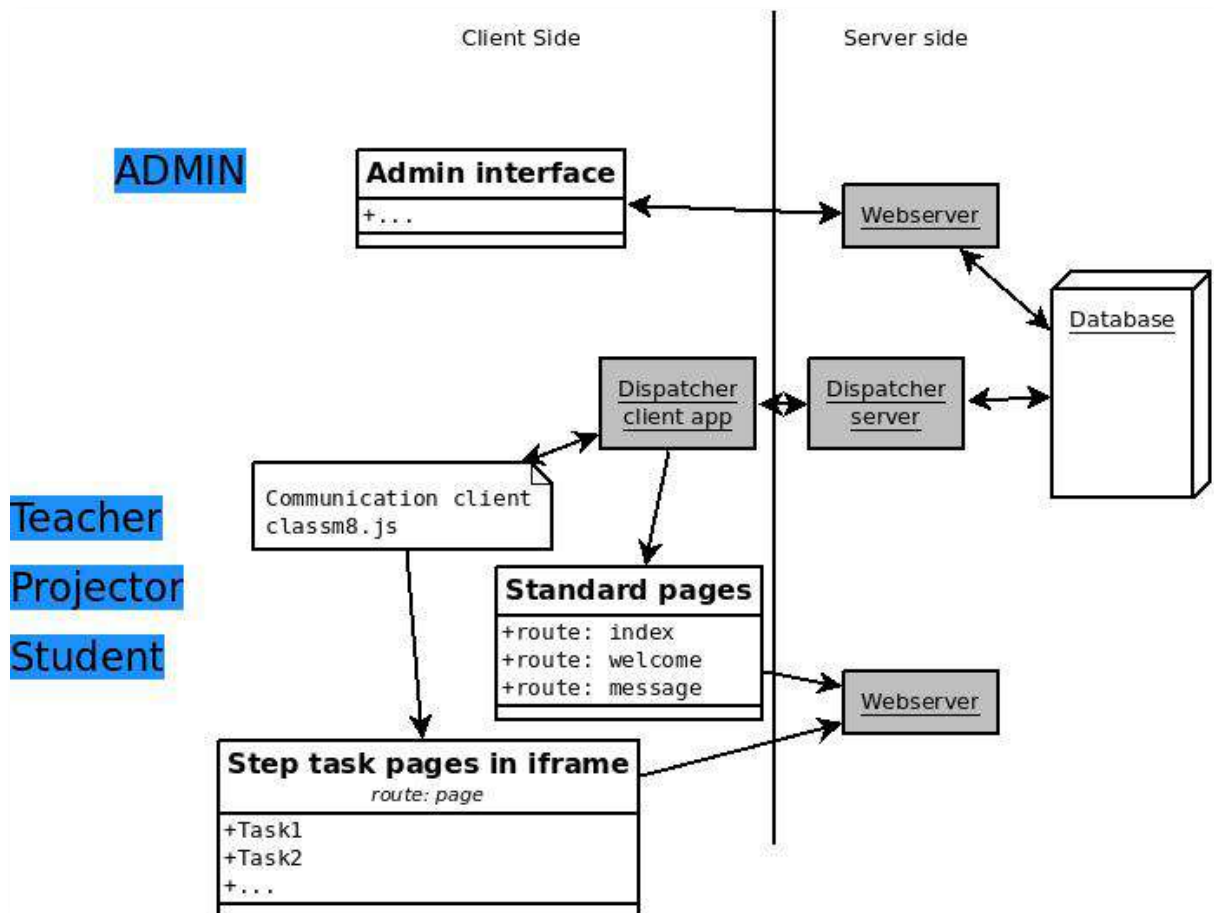 Client Side
Server side
ADMIN
Admin interface
+...
Webserver
Database
Dispatcher
client app
Dispatcher
server
Communication client
classm8.js
Teacher
Projector
Student
Standard pages
+route: index
+route: welcome
+route: message
Webserver
Step task pages in iframe
route: page
+Task1
+Task2
+...